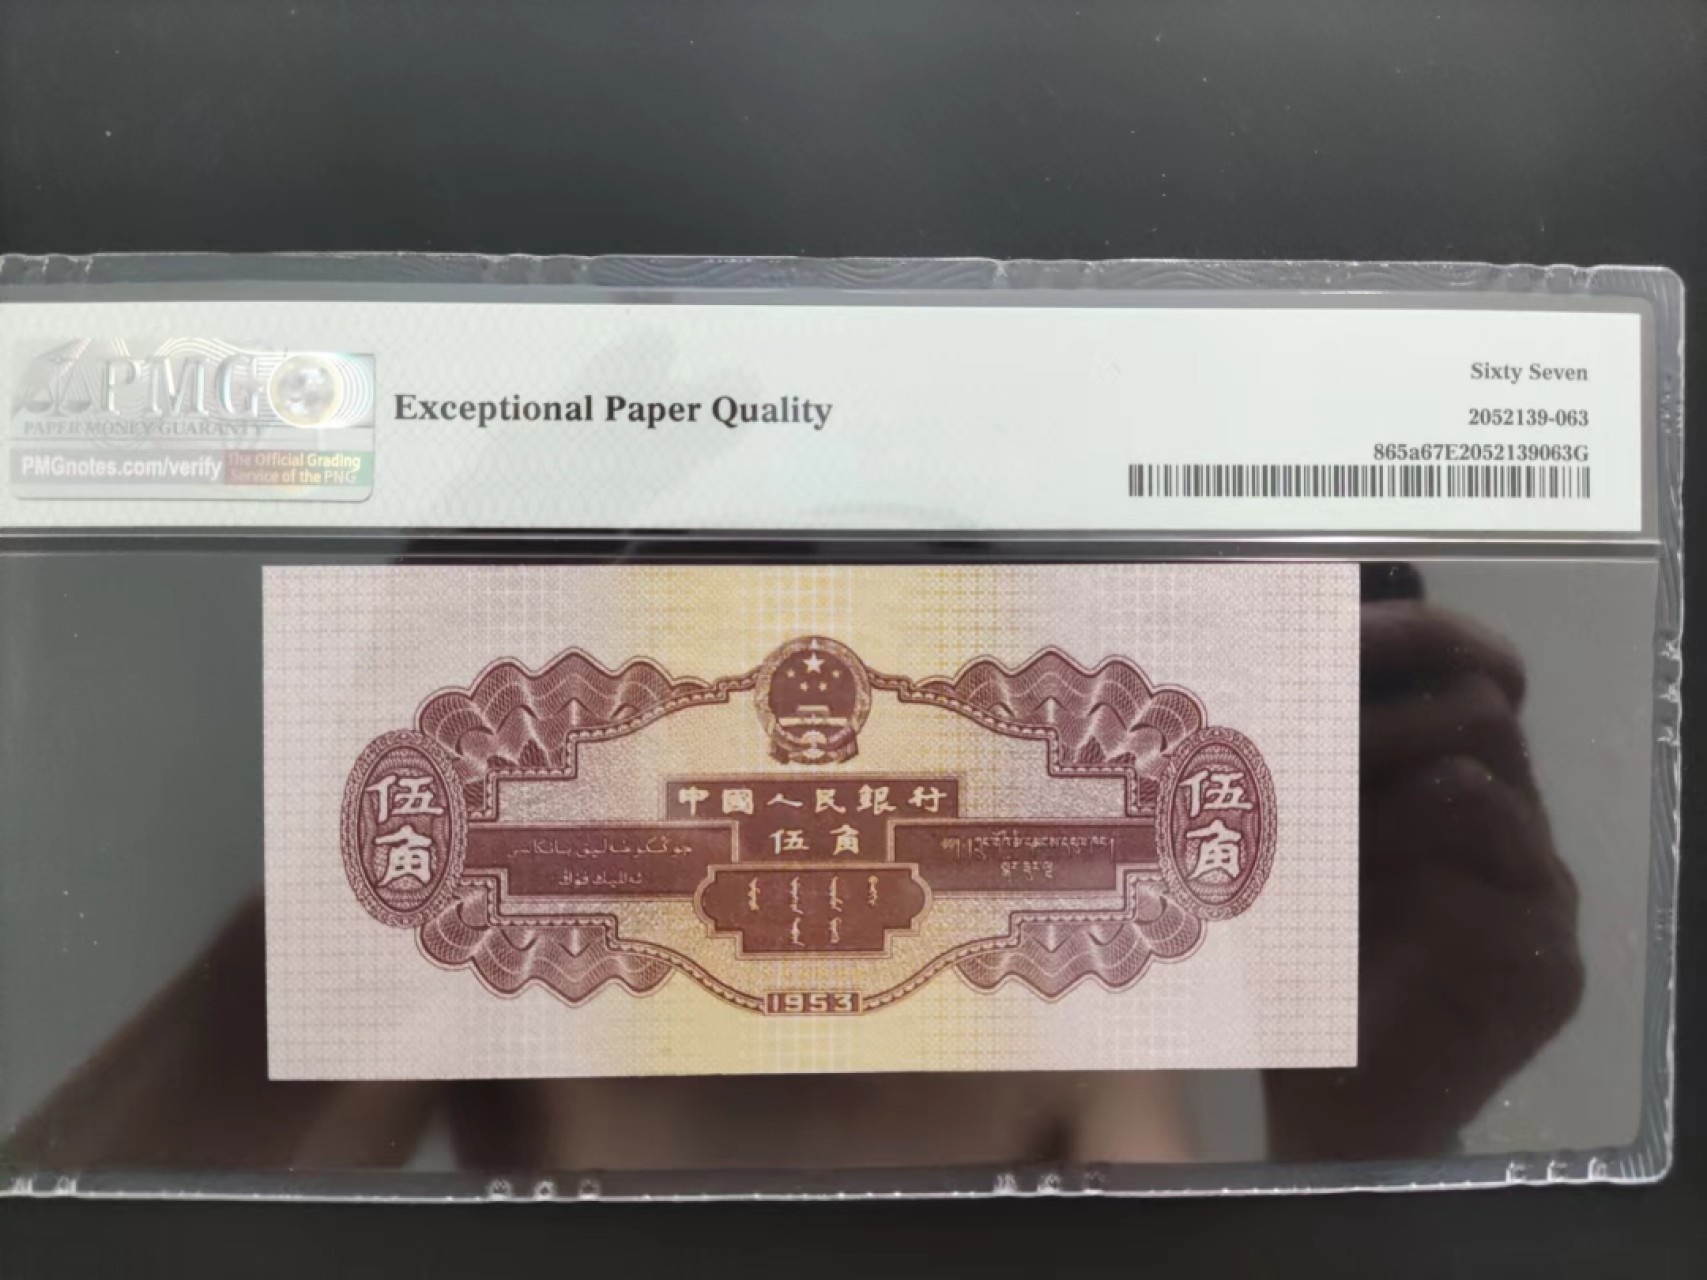 PMG
PAPER MONEY GUARANTY
PMGnotes.com/verify
The Official Grading
Service of the PNG
Exceptional Paper Quality
Sixty Seven
2052139-063
865a67E2052139063G
中國人民銀行
伍角
伍角
伍角
1953